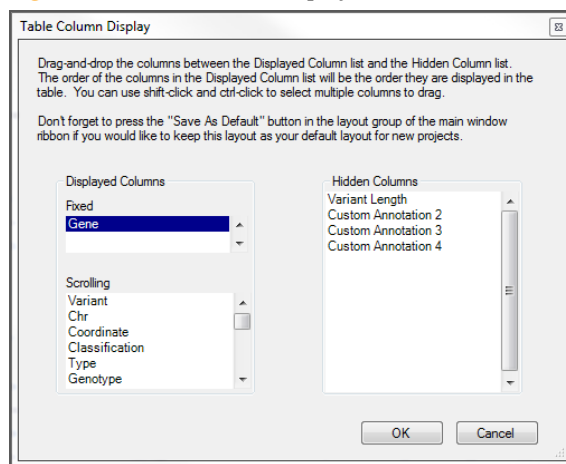 Table Column Display
Drag-and-drop the columns between the Displayed Column list and the Hidden Column list.
The order of the columns in the Displayed Column list will be the order they are displayed in the
table. You can use shift-click and ctrl-click to select multiple columns to drag.
Don't forget to press the "Save As Default" button in the layout group of the main window
ribbon if you would like to keep this layout as your default layout for new projects.
Displayed Columns
Fixed
Gene
Scrolling
Variant
Chr
Coordinate
Classification
Type
Genotype
Hidden Columns
Variant Length
Custom Annotation 2
Custom Annotation 3
Custom Annotation 4
OK
Cancel